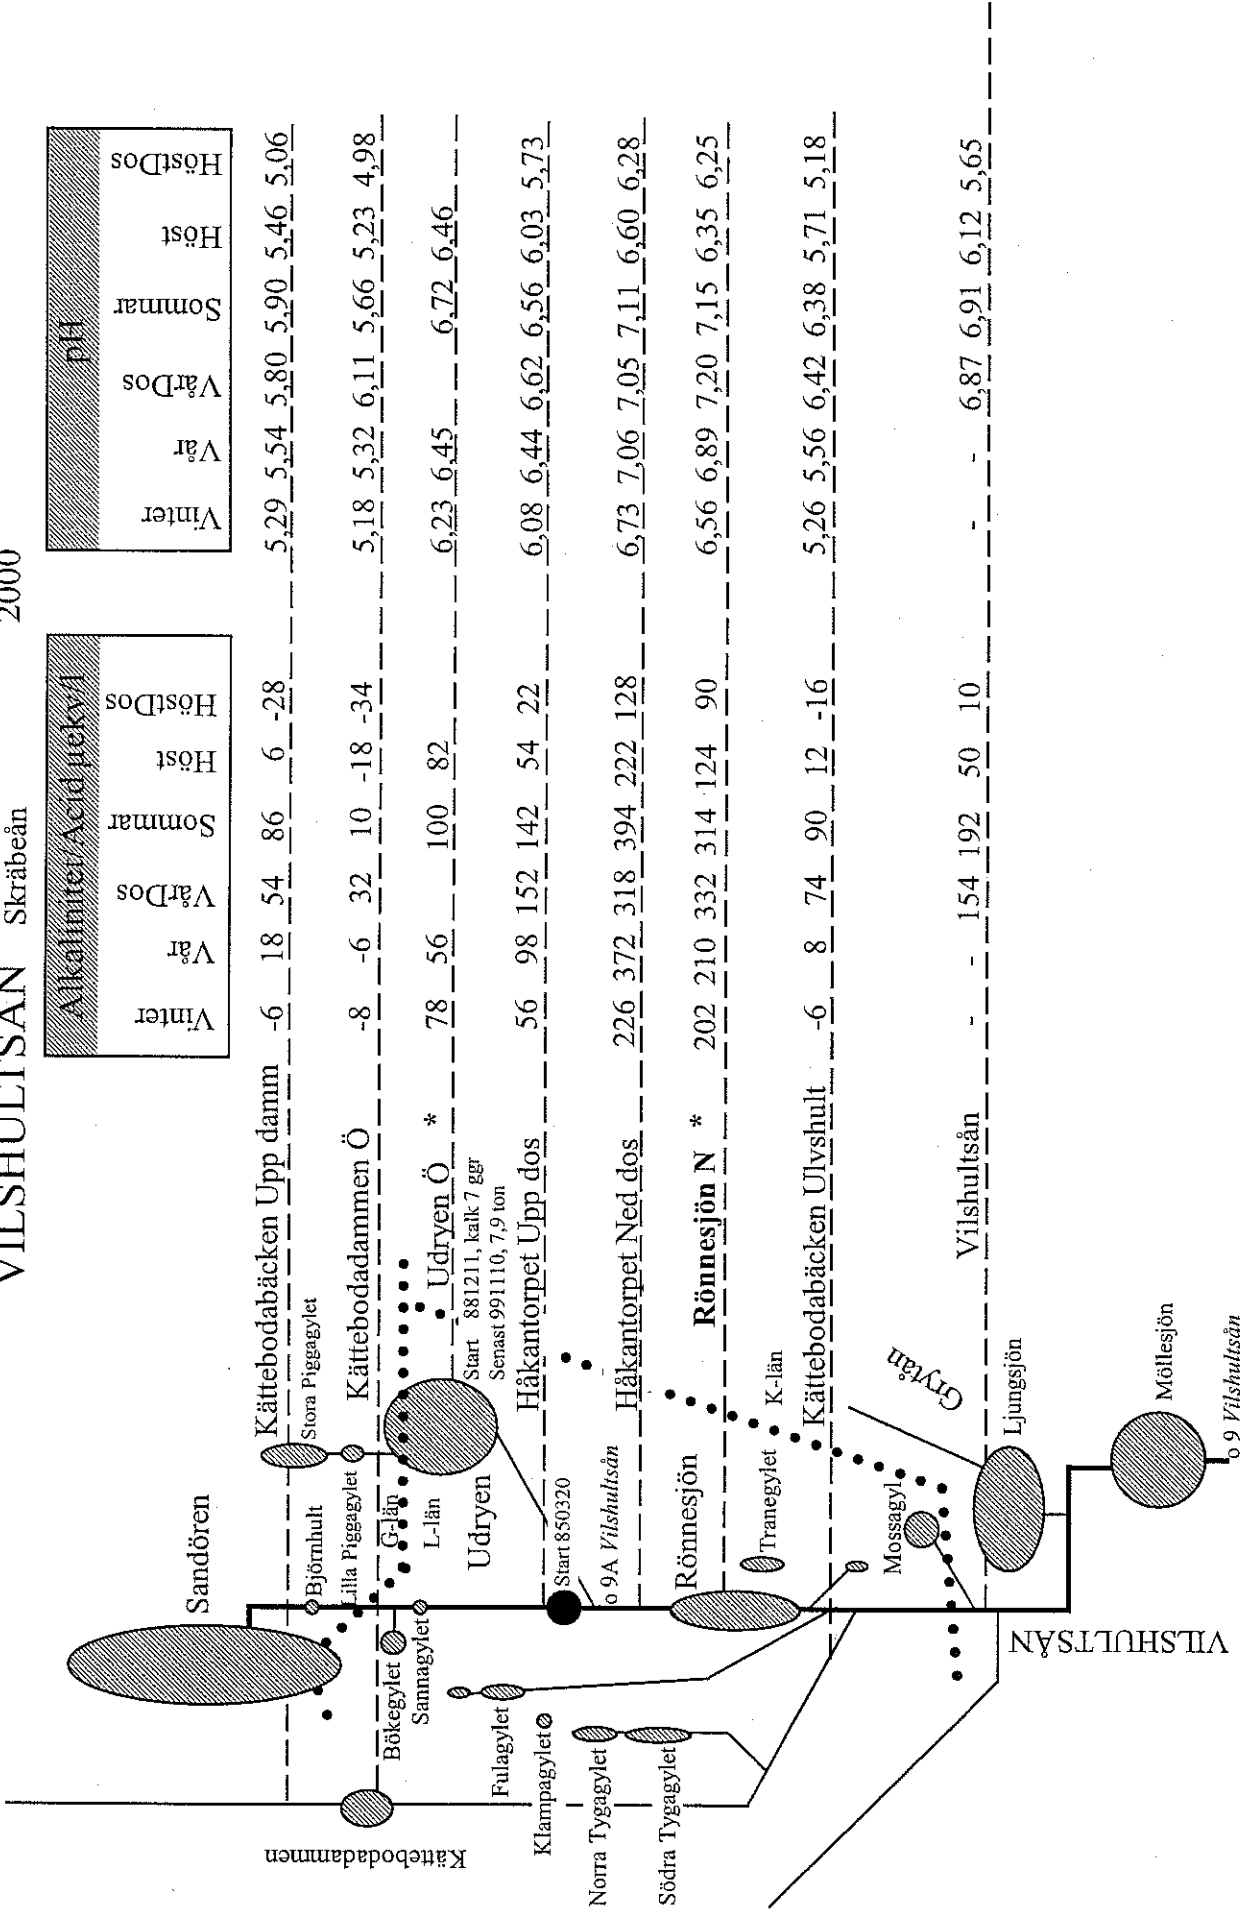 VILSHULTSÅN Skräbeån 2000
Alkalinitet/Acid µekv/l
pH
Vinter Vår VårDos Sommar Höst HöstDos
Vinter Vår VårDos Sommar Höst HöstDos
Kättebodabäcken Upp damm -6 18 54 86 6 -28 5,29 5,54 5,80 5,90 5,46 5,06
Kättebodadammen Ö -8 -6 32 10 -18 -34 5,18 5,32 6,11 5,66 5,23 4,98
Udryen Ö * 78 56 100 82 6,23 6,45 6,72 6,46
Start 881211, kalk 7 ggr
Senast 991110, 7,9 ton
Håkantorpet Upp dos 56 98 152 142 54 22 6,08 6,44 6,62 6,56 6,03 5,73
Håkantorpet Ned dos 226 372 318 394 222 128 6,73 7,06 7,05 7,11 6,60 6,28
Rönnesjön N * 202 210 332 314 124 90 6,56 6,89 7,20 7,15 6,35 6,25
Kättebodabäcken Ulvshult -6 8 74 90 12 -16 5,26 5,56 6,42 6,38 5,71 5,18
Vilshultsån - - 154 192 50 10 - - 6,87 6,91 6,12 5,65
Sandören
Stora Piggagylet
Björnhult
Lilla Piggagylet
G-län
L-län
Udryen
Kättebodadammen
Bökegylet
Sannagylet
Fulagylet
Klampagylet
Norra Tygagylet
Södra Tygagylet
Start 850320
o 9A Vilshultsån
Rönnesjön
Tranegylet
K-län
Mossagyl
Grytån
Ljungsjön
VILSHULTSÅN
Möllesjön
o 9 Vilshultsån